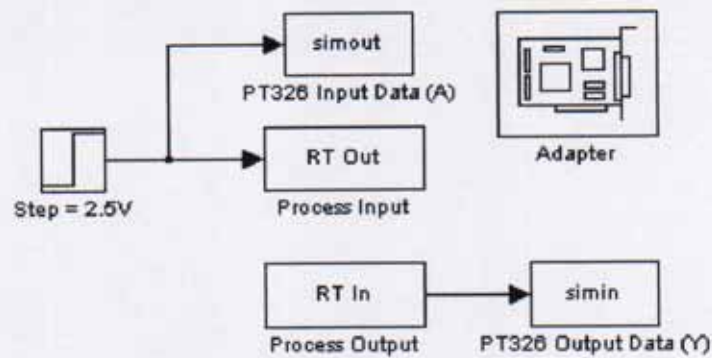 simout
PT326 Input Data (A)
RT Out
Process Input
Step = 2.5V
Adapter
RT In
Process Output
simin
PT326 Output Data (Y)